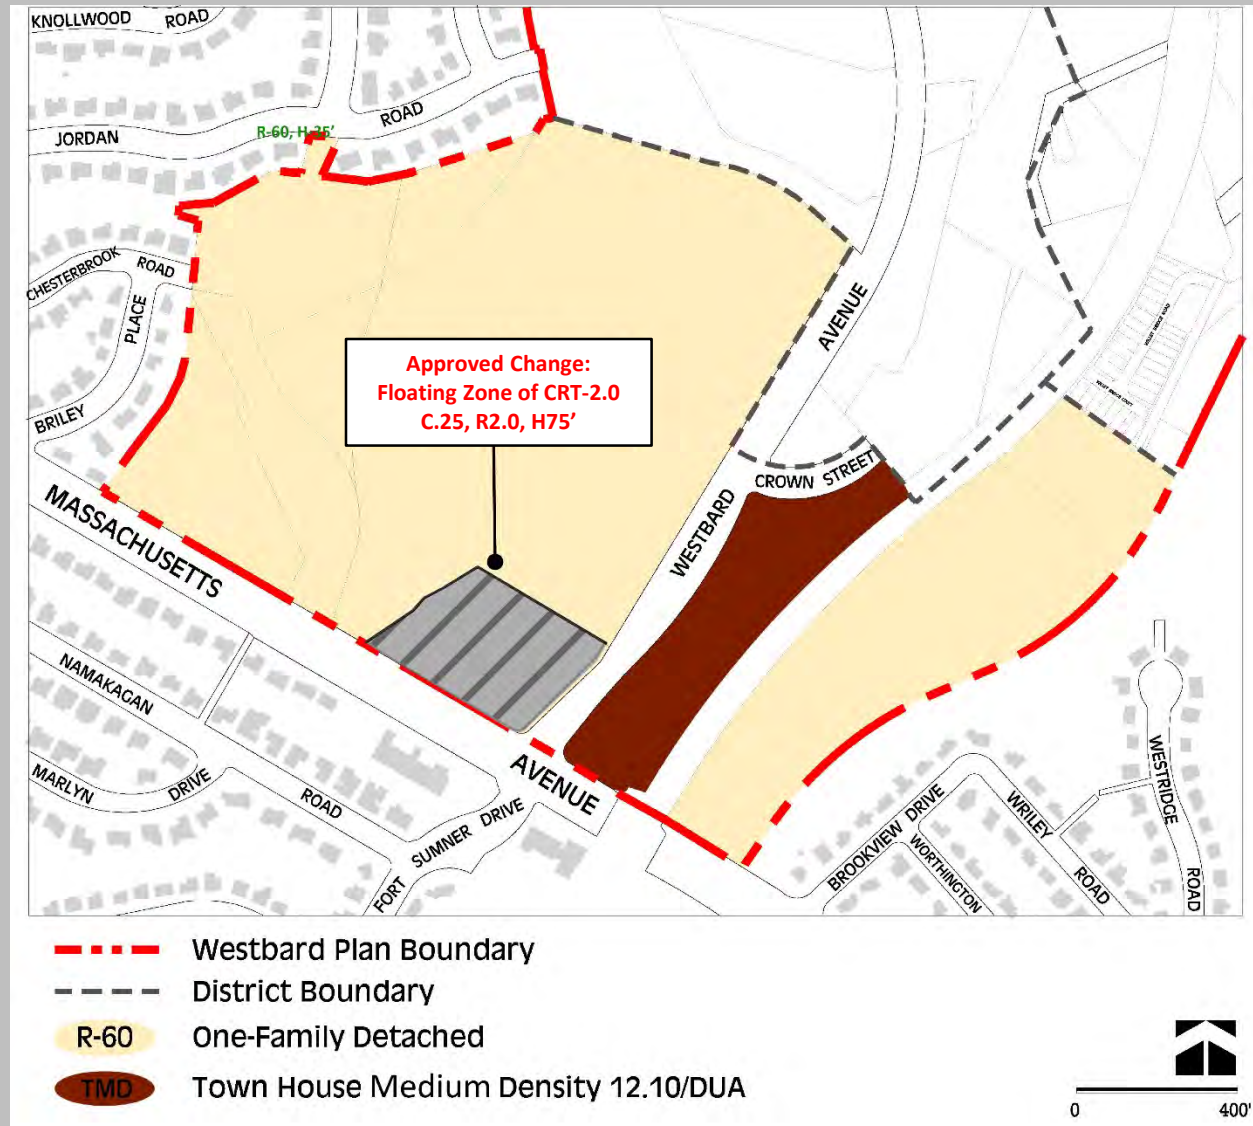 KNOLLWOOD ROAD
JORDAN ROAD
R-60, H-35'
CHESTERBROOK ROAD
PLACE
BRILEY
AVENUE
Approved Change:
Floating Zone of CRT-2.0
C.25, R2.0, H75'
CROWN STREET
WESTBARD
MASSACHUSETTS
AVENUE
NAMAKAGAN
ROAD
MARLYN
DRIVE
FORT
SUMNER DRIVE
BROOKVIEW DRIVE
WORTHINGTON
WRILEY
ROAD
WESTRIDGE
ROAD
Westbard Plan Boundary
District Boundary
R-60 One-Family Detached
TMD Town House Medium Density 12.10/DUA
0 400'